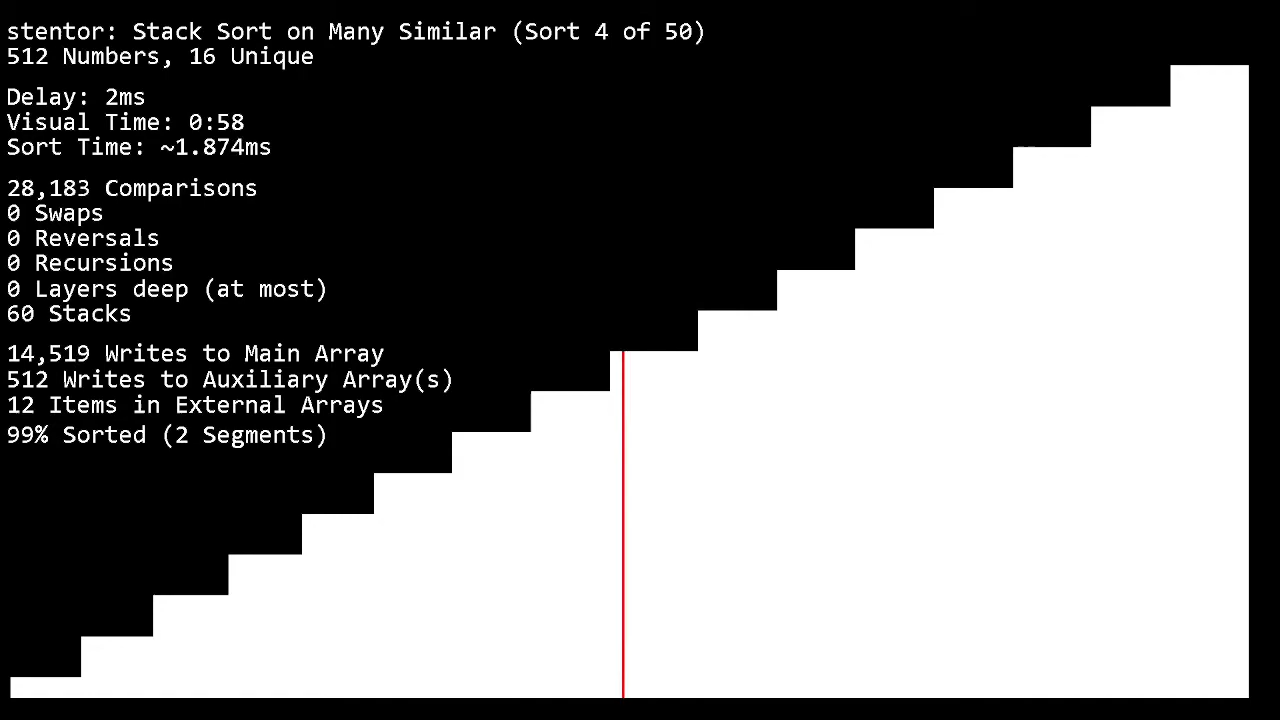 stentor: Stack Sort on Many Similar (Sort 4 of 50)
512 Numbers, 16 Unique
Delay: 2ms
Visual Time: 0:58
Sort Time: ~1.874ms
28,183 Comparisons
0 Swaps
0 Reversals
0 Recursions
0 Layers deep (at most)
60 Stacks
14,519 Writes to Main Array
512 Writes to Auxiliary Array(s)
12 Items in External Arrays
99% Sorted (2 Segments)